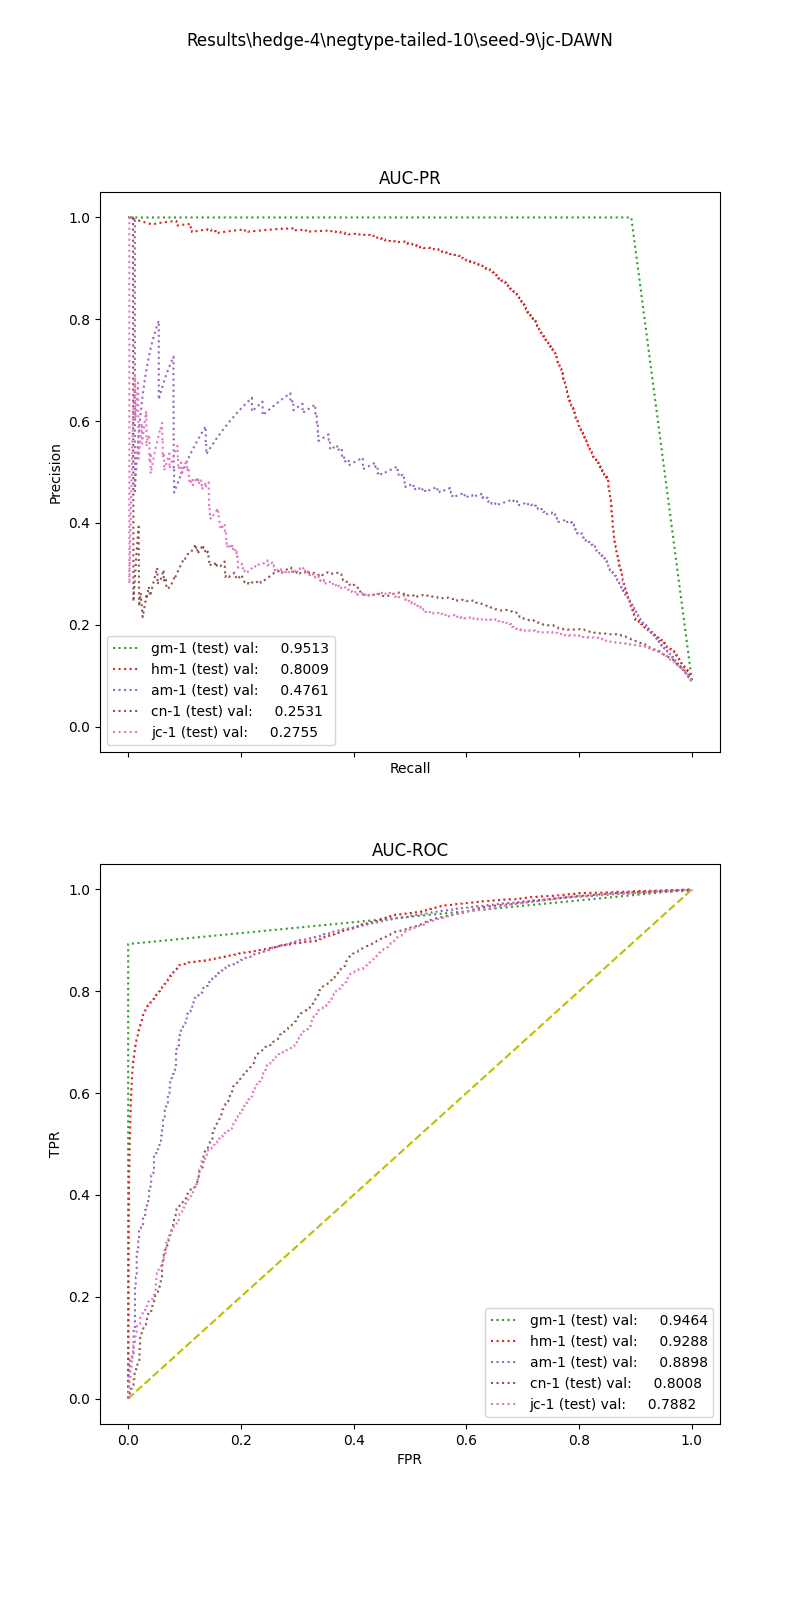 Results\hedge-4\negtype-tailed-10\seed-9\jc-DAWN
AUC-PR
1.0
0.8
0.6
0.4
0.2
0.0
Precision
gm-1 (test) val: 0.9513
hm-1 (test) val: 0.8009
am-1 (test) val: 0.4761
cn-1 (test) val: 0.2531
jc-1 (test) val: 0.2755
Recall
AUC-ROC
1.0
0.8
0.6
0.4
0.2
0.0
TPR
gm-1 (test) val: 0.9464
hm-1 (test) val: 0.9288
am-1 (test) val: 0.8898
cn-1 (test) val: 0.8008
jc-1 (test) val: 0.7882
0.0 0.2 0.4 0.6 0.8 1.0
FPR